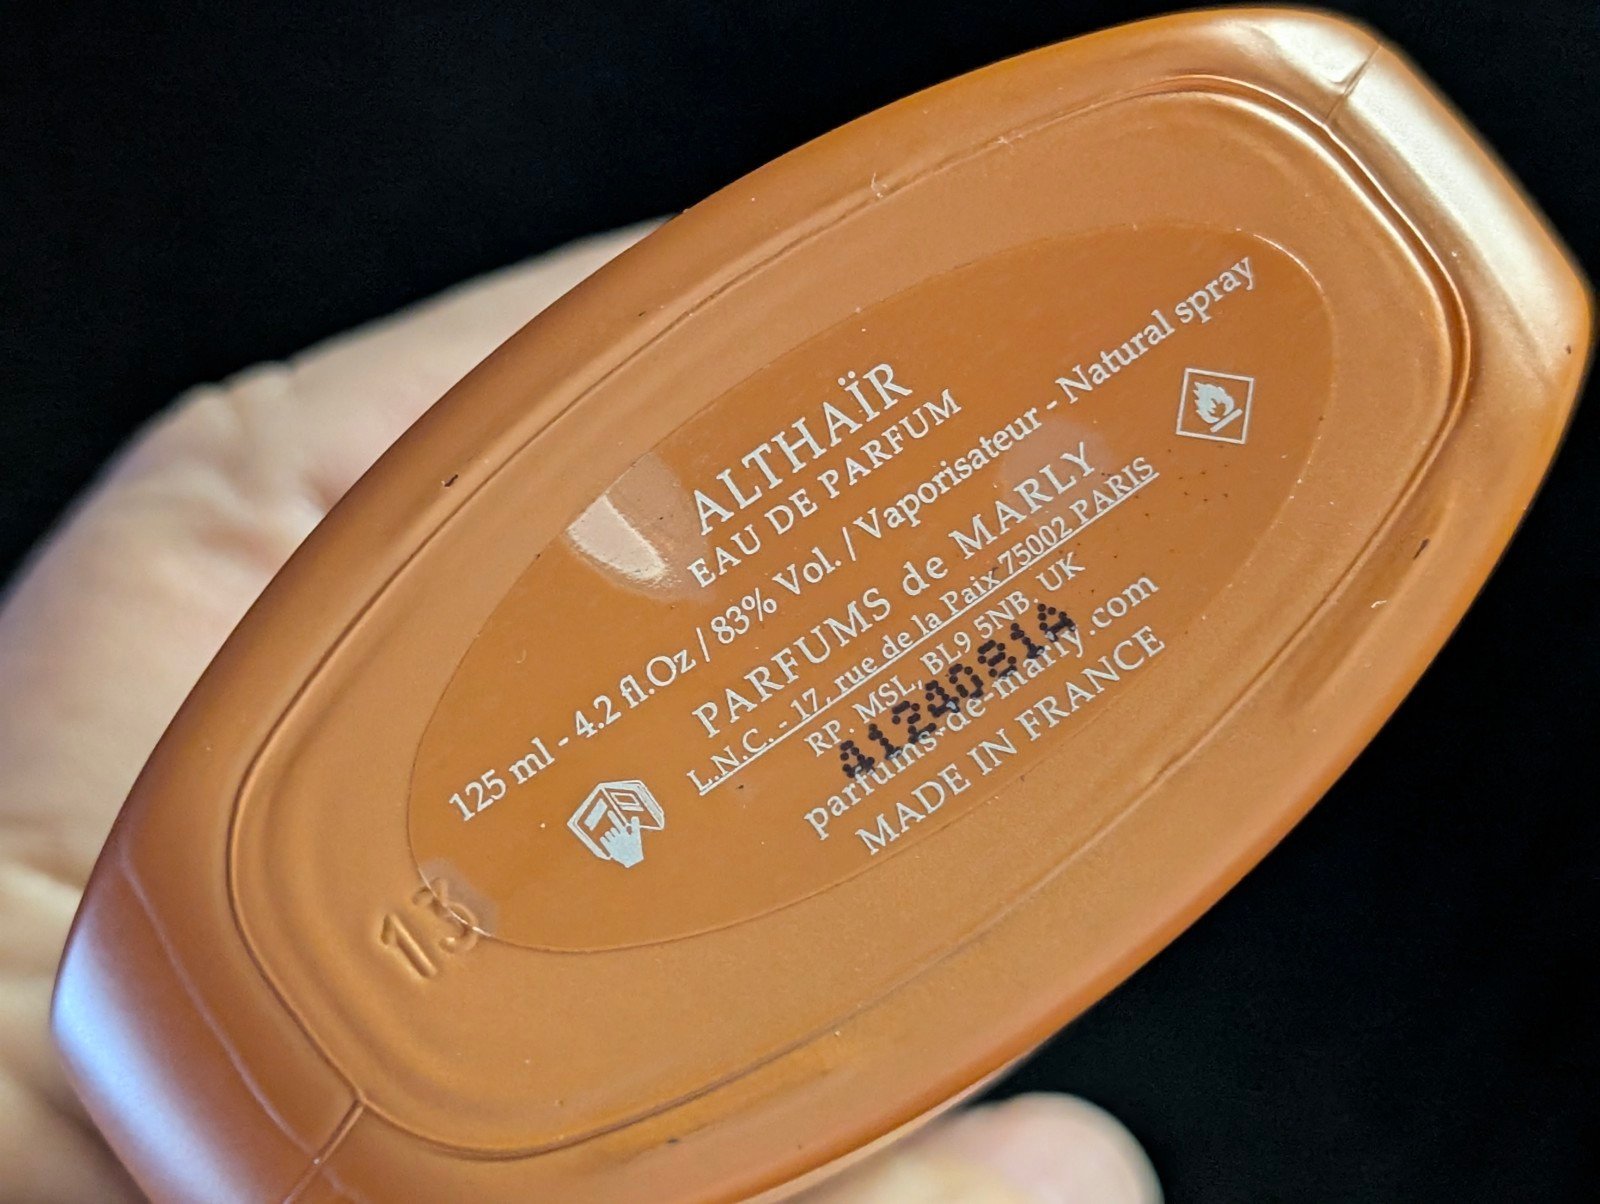 ALTHAÏR
EAU DE PARFUM
125 ml - 4.2 fl.Oz / 83% Vol. / Vaporisateur - Natural spray
PARFUMS de MARLY
L.N.C. - 17, rue de la Paix 75002 PARIS
RP. MSL, BL9 5NB. UK
A124081A
parfums-de-marly.com
MADE IN FRANCE
13